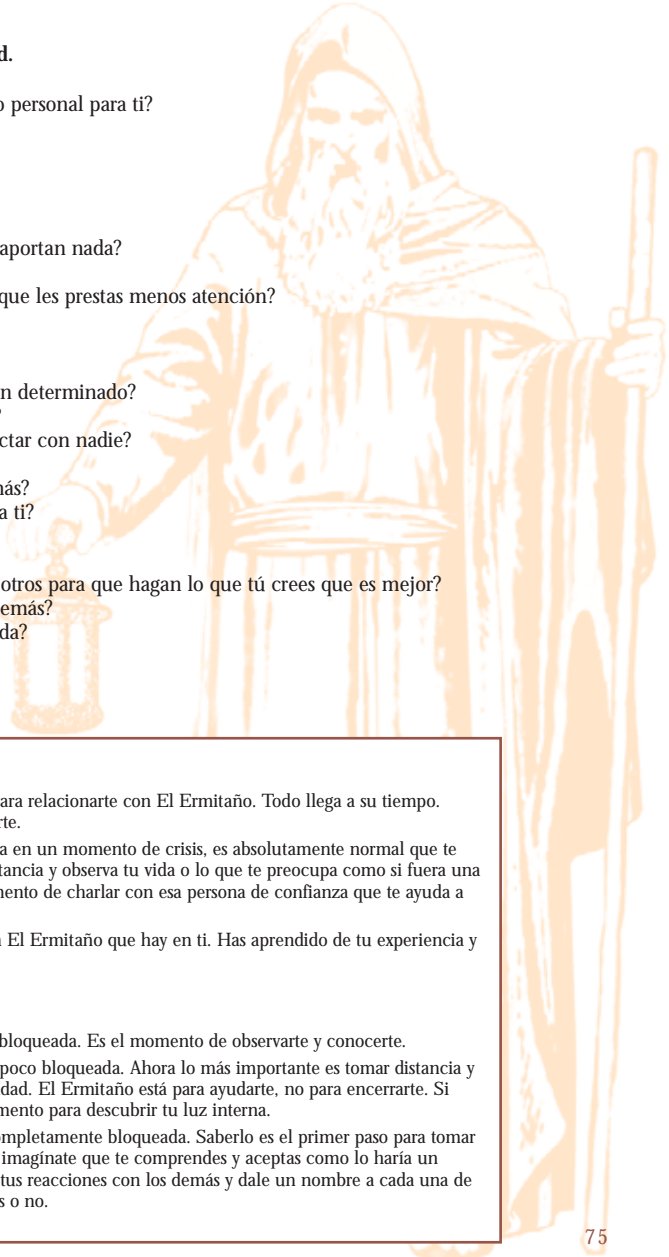 d.
o personal para ti?
aportan nada?
que les prestas menos atención?
n determinado?
?
ctar con nadie?
nás?
a ti?
otros para que hagan lo que tú crees que es mejor?
emás?
da?
ara relacionarte con El Ermitaño. Todo llega a su tiempo.
rte.
a en un momento de crisis, es absolutamente normal que te
tancia y observa tu vida o lo que te preocupa como si fuera una
mento de charlar con esa persona de confianza que te ayuda a
n El Ermitaño que hay en ti. Has aprendido de tu experiencia y
bloqueada. Es el momento de observarte y conocerte.
poco bloqueada. Ahora lo más importante es tomar distancia y
dad. El Ermitaño está para ayudarte, no para encerrarte. Si
mento para descubrir tu luz interna.
ompletamente bloqueada. Saberlo es el primer paso para tomar
imagínate que te comprendes y aceptas como lo haría un
tus reacciones con los demás y dale un nombre a cada una de
s o no.
75